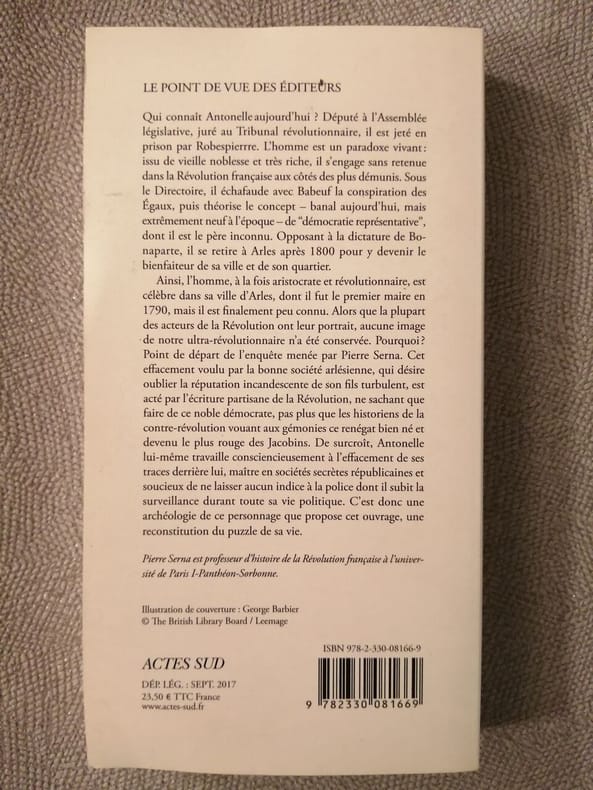 LE POINT DE VUE DES ÉDITEURS
Qui connaît Antonelle aujourd'hui ? Député à l'Assemblée
législative, juré au Tribunal révolutionnaire, il est jeté en
prison par Robespierrre. L'homme est un paradoxe vivant :
issu de vieille noblesse et très riche, il s'engage sans retenue
dans la Révolution française aux côtés des plus démunis. Sous
le Directoire, il échafaude avec Babeuf la conspiration des
Égaux, puis théorise le concept – banal aujourd'hui, mais
extrêmement neuf à l'époque – de "démocratie représentative",
dont il est le père inconnu. Opposant à la dictature de Bo-
naparte, il se retire à Arles après 1800 pour y devenir le
bienfaiteur de sa ville et de son quartier.
Ainsi, l'homme, à la fois aristocrate et révolutionnaire, est
célèbre dans sa ville d'Arles, dont il fut le premier maire en
1790, mais il est finalement peu connu. Alors que la plupart
des acteurs de la Révolution ont leur portrait, aucune image
de notre ultra-révolutionnaire n'a été conservée. Pourquoi ?
Point de départ de l'enquête menée par Pierre Serna. Cet
effacement voulu par la bonne société arlésienne, qui désire
oublier la réputation incandescente de son fils turbulent, est
acté par l'écriture partisane de la Révolution, ne sachant que
faire de ce noble démocrate, pas plus que les historiens de la
contre-révolution vouant aux gémonies ce renégat bien né et
devenu le plus rouge des Jacobins. De surcroît, Antonelle
lui-même travaille consciencieusement à l'effacement de ses
traces derrière lui, maître en sociétés secrètes républicaines et
soucieux de ne laisser aucun indice à la police dont il subit la
surveillance durant toute sa vie politique. C'est donc une
archéologie de ce personnage que propose cet ouvrage, une
reconstitution du puzzle de sa vie.
Pierre Serna est professeur d'histoire de la Révolution française à l'univer-
sité de Paris I-Panthéon-Sorbonne.
Illustration de couverture : George Barbier
© The British Library Board / Leemage
ISBN 978-2-330-08166-9
ACTES SUD
DÉP. LÉG. : SEPT. 2017
23,50 € TTC France
www.actes-sud.fr
9 782330 081669